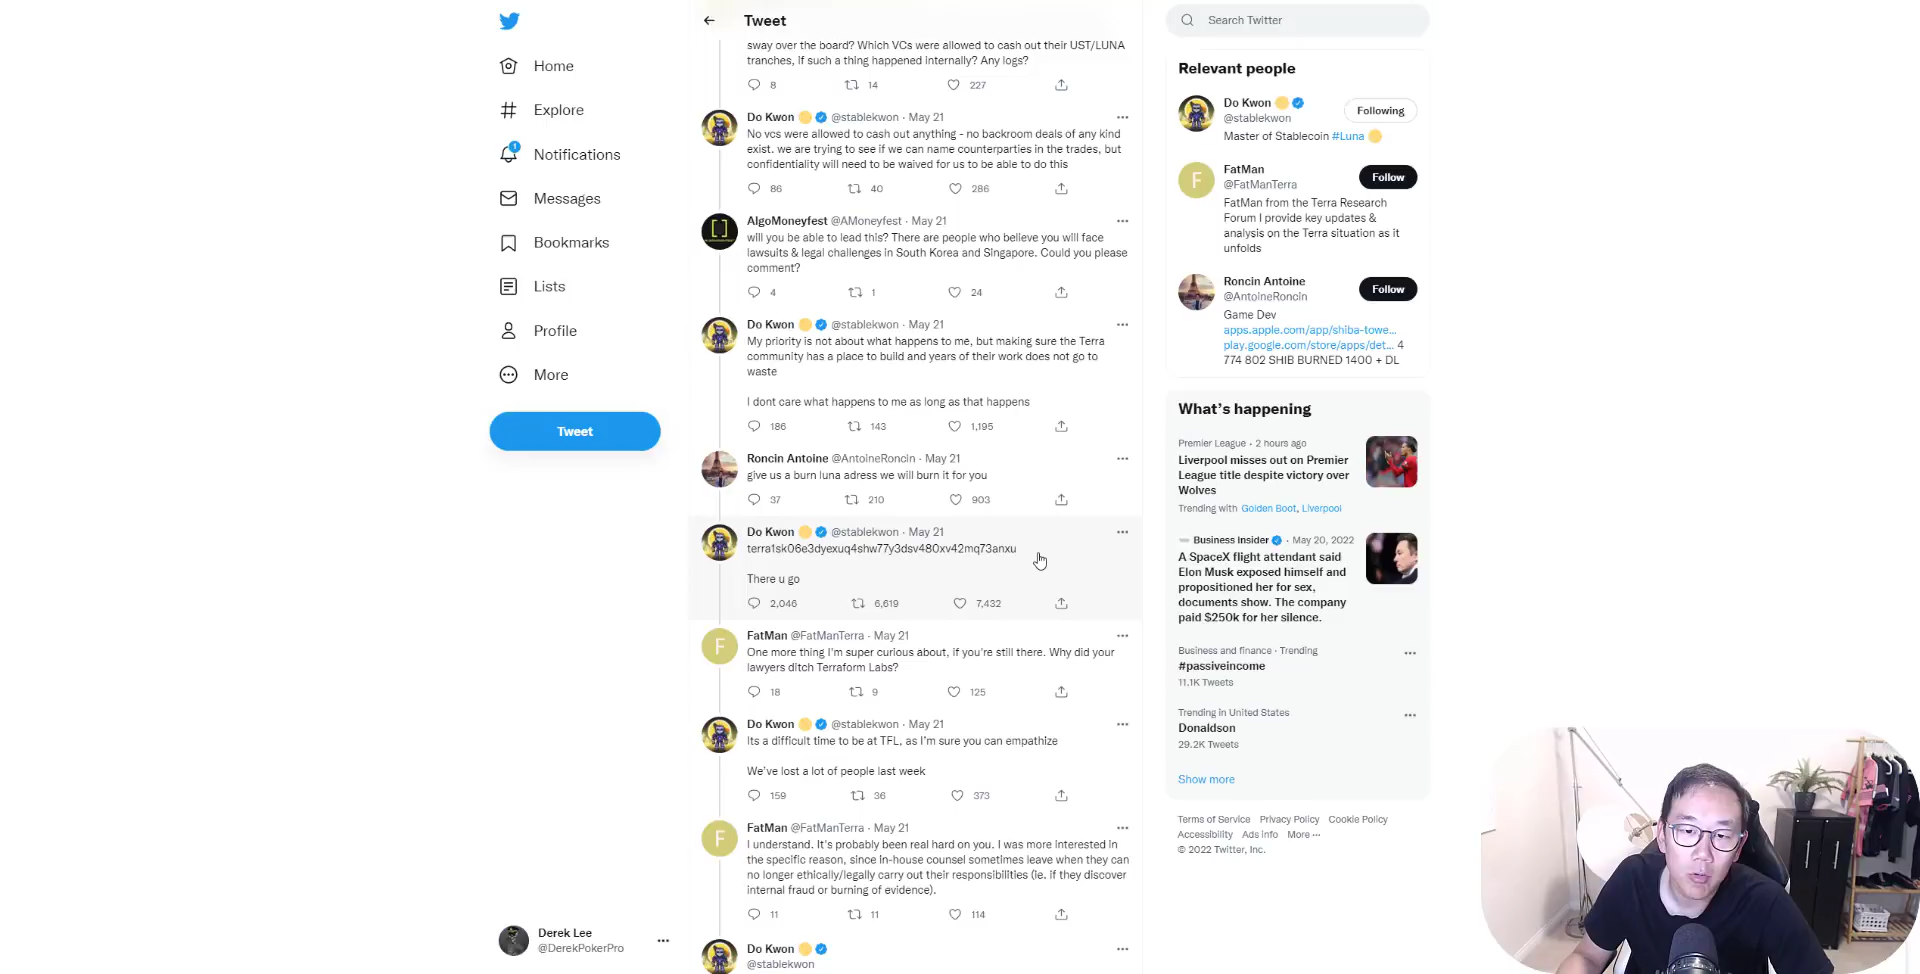 Home
Explore
1
Notifications
Messages
Bookmarks
Lists
Profile
More
Tweet
Derek Lee
@DerekPokerPro
Tweet
sway over the board? Which VCs were allowed to cash out their UST/LUNA
tranches, if such a thing happened internally? Any logs?
8 14 227
Do Kwon @stablekwon · May 21
No vcs were allowed to cash out anything - no backroom deals of any kind
exist. we are trying to see if we can name counterparties in the trades, but
confidentiality will need to be waived for us to be able to do this
86 40 286
AlgoMoneyfest @AMoneyfest · May 21
will you be able to lead this? There are people who believe you will face
lawsuits & legal challenges in South Korea and Singapore. Could you please
comment?
4 1 24
Do Kwon @stablekwon · May 21
My priority is not about what happens to me, but making sure the Terra
community has a place to build and years of their work does not go to
waste
I dont care what happens to me as long as that happens
186 143 1,195
Roncin Antoine @AntoineRoncin · May 21
give us a burn luna adress we will burn it for you
37 210 903
Do Kwon @stablekwon · May 21
terra1sk06e3dyexuq4shw77y3dsv480xv42mq73anxu
There u go
2,046 6,619 7,432
F
FatMan @FatManTerra · May 21
One more thing I'm super curious about, if you're still there. Why did your
lawyers ditch Terraform Labs?
18 9 125
Do Kwon @stablekwon · May 21
Its a difficult time to be at TFL, as I'm sure you can empathize
We've lost a lot of people last week
159 36 373
F
FatMan @FatManTerra · May 21
I understand. It's probably been real hard on you. I was more interested in
the specific reason, since in-house counsel sometimes leave when they can
no longer ethically/legally carry out their responsibilities (ie. if they discover
internal fraud or burning of evidence).
11 11 114
Do Kwon
@stablekwon
Search Twitter
Relevant people
Do Kwon
@stablekwon
Following
Master of Stablecoin #Luna
F
FatMan
@FatManTerra
Follow
FatMan from the Terra Research
Forum I provide key updates &
analysis on the Terra situation as it
unfolds
Roncin Antoine
@AntoineRoncin
Follow
Game Dev
apps.apple.com/app/shiba-towe...
play.google.com/store/apps/det... 4
774 802 SHIB BURNED 1400 + DL
What's happening
Premier League · 2 hours ago
Liverpool misses out on Premier
League title despite victory over
Wolves
Trending with Golden Boot, Liverpool
Business Insider · May 20, 2022
A SpaceX flight attendant said
Elon Musk exposed himself and
propositioned her for sex,
documents show. The company
paid $250k for her silence.
Business and finance · Trending
#passiveincome
11.1K Tweets
Trending in United States
Donaldson
29.2K Tweets
Show more
Terms of Service Privacy Policy Cookie Policy
Accessibility Ads info More ···
© 2022 Twitter, Inc.